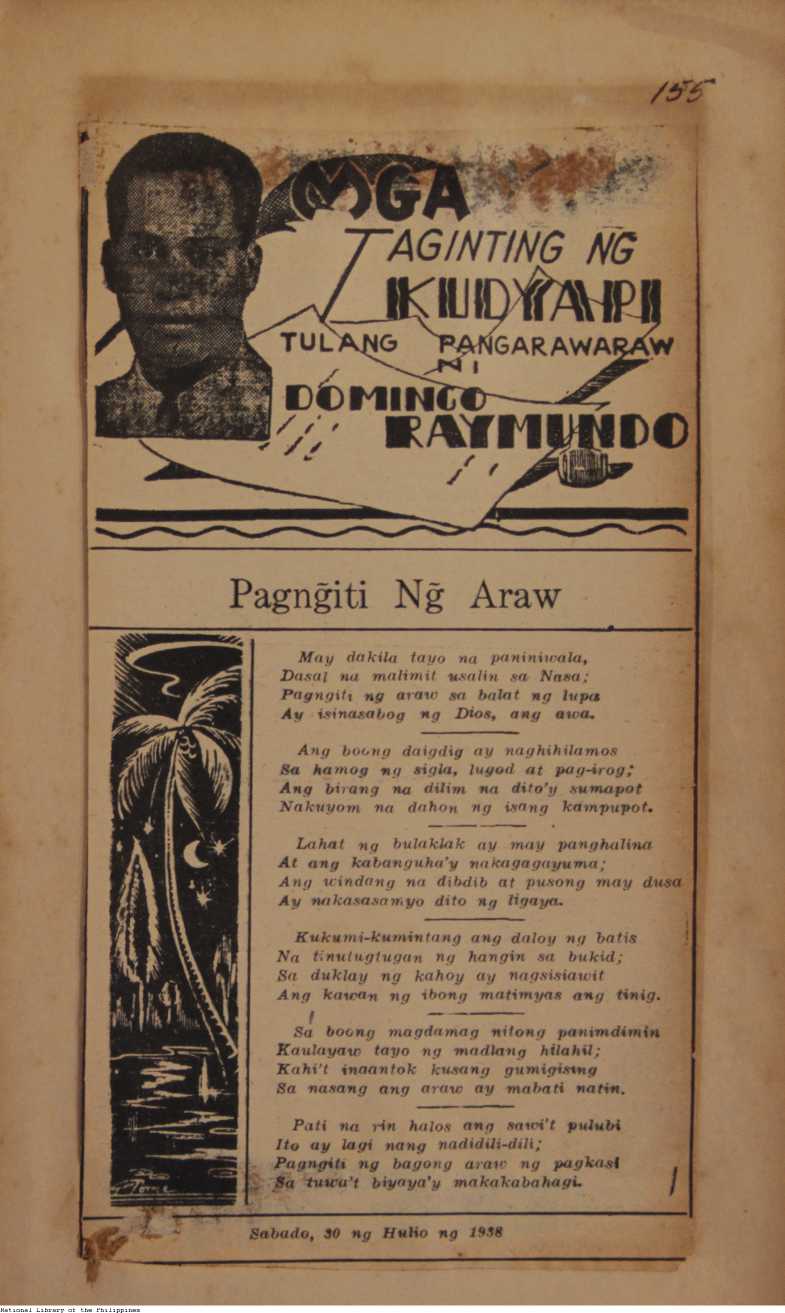 155
MGA
TAGINTING NG
KUDYAPI
TULANG PANGARAWARAW
NI
DOMINGO
RAYMUNDO
Pagng̃iti Ng̃ Araw
May dakila tayo na paniniwala,
Dasal na malimit usalin sa Nasa;
Pagngiti ng araw sa balat ng lupa
Ay isinasabog ng Dios, ang awa.
Ang boong daigdig ay naghihilamos
Sa hamog ng sigla, lugod at pag-irog;
Ang birang na dilim na dito'y sumapot
Nakuyom na dahon ng isang kampupot.
Lahat ng bulaklak ay may panghalina
At ang kabanguha'y nakagagayuma;
Ang windang na dibdib at pusong may dusa
Ay nakasasamyo dito ng ligaya.
Kukumi-kumintang ang daloy ng batis
Na tinutugtugan ng hangin sa bukid;
Sa duklay ng kahoy ay nagsisiawit
Ang kawan ng ibong matimyas ang tinig.
Sa boong magdamag nitong panimdimin
Kaulayaw tayo ng madlang hilahil;
Kahi't inaantok kusang gumigising
Sa nasang ang araw ay mabati natin.
Pati na rin halos ang sawi't pulubi
Ito ay lagi nang nadidili-dili;
Pagngiti ng bagong araw ng pagkasi
Sa tuwa't biyaya'y makakabahagi.
Sabado, 30 ng Hulio ng 1938
National Library of the Philippines